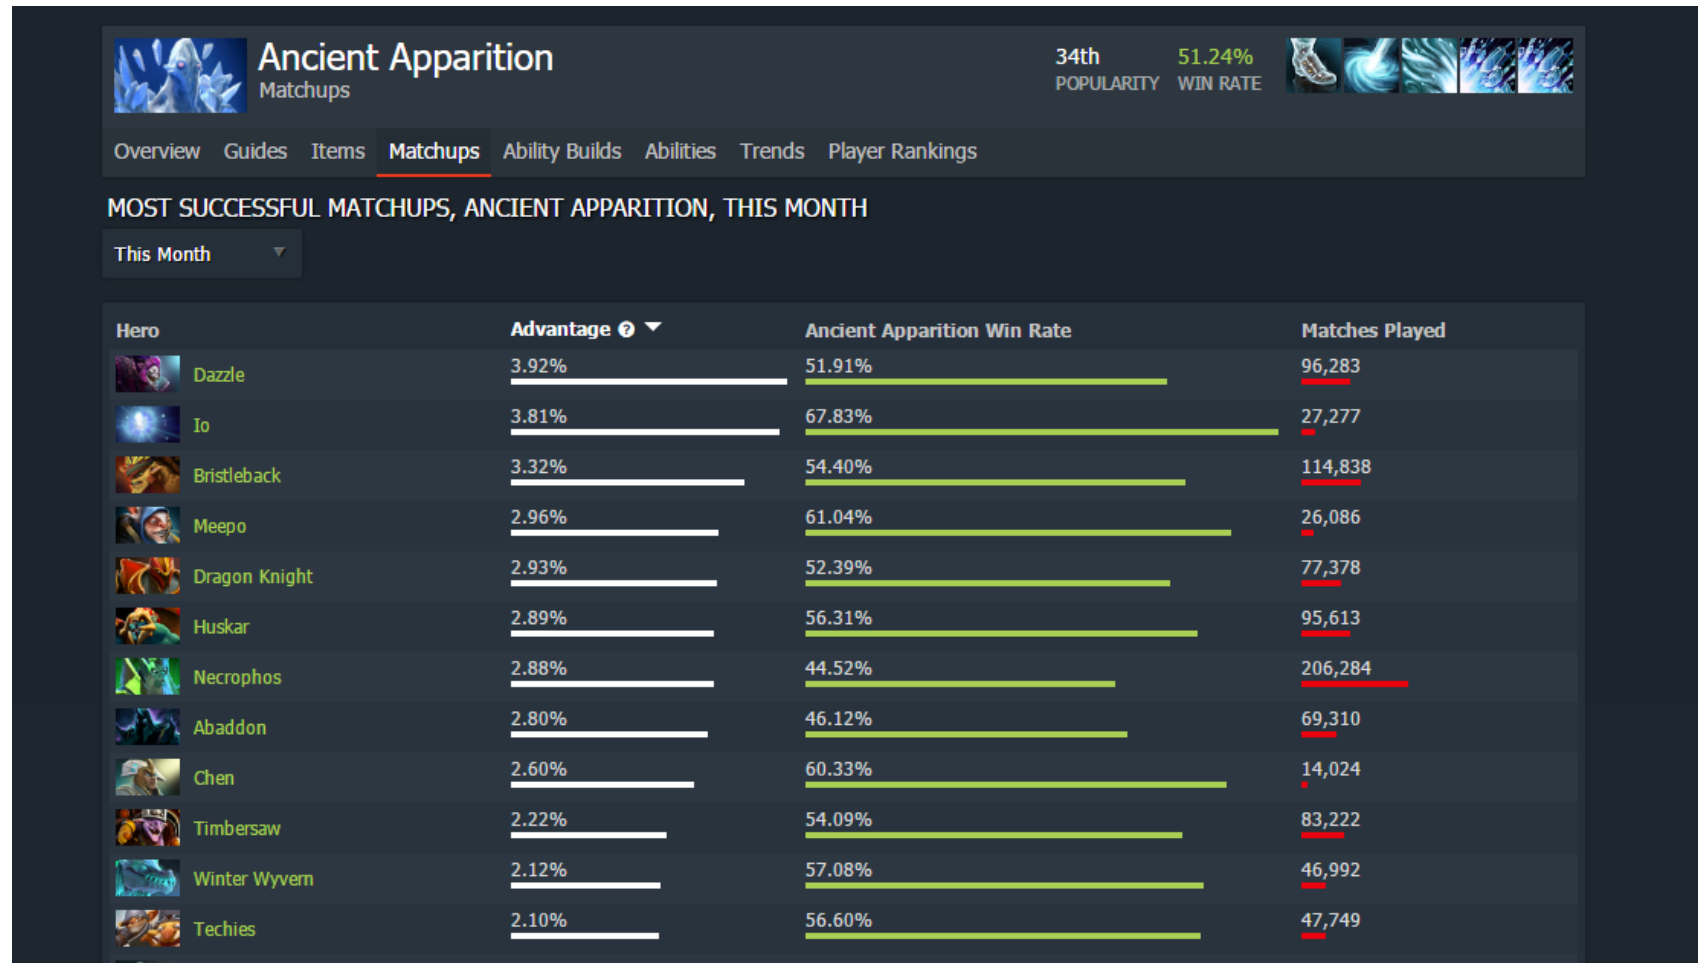 Ancient Apparition
Matchups
34th
POPULARITY
51.24%
WIN RATE
Overview Guides Items Matchups Ability Builds Abilities Trends Player Rankings
MOST SUCCESSFUL MATCHUPS, ANCIENT APPARITION, THIS MONTH
This Month
Hero Advantage ? Ancient Apparition Win Rate Matches Played
Dazzle 3.92% 51.91% 96,283
Io 3.81% 67.83% 27,277
Bristleback 3.32% 54.40% 114,838
Meepo 2.96% 61.04% 26,086
Dragon Knight 2.93% 52.39% 77,378
Huskar 2.89% 56.31% 95,613
Necrophos 2.88% 44.52% 206,284
Abaddon 2.80% 46.12% 69,310
Chen 2.60% 60.33% 14,024
Timbersaw 2.22% 54.09% 83,222
Winter Wyvern 2.12% 57.08% 46,992
Techies 2.10% 56.60% 47,749